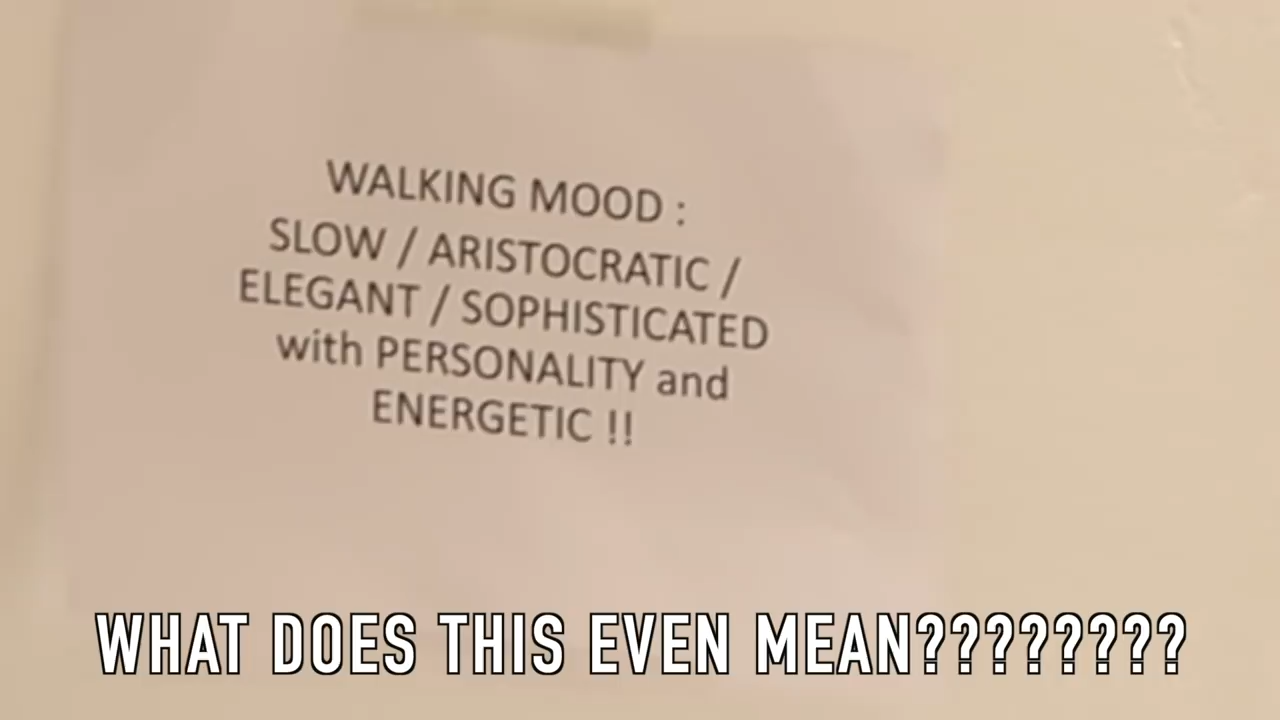 WALKING MOOD :
SLOW / ARISTOCRATIC /
ELEGANT / SOPHISTICATED
with PERSONALITY and
ENERGETIC !!
WHAT DOES THIS EVEN MEAN????????